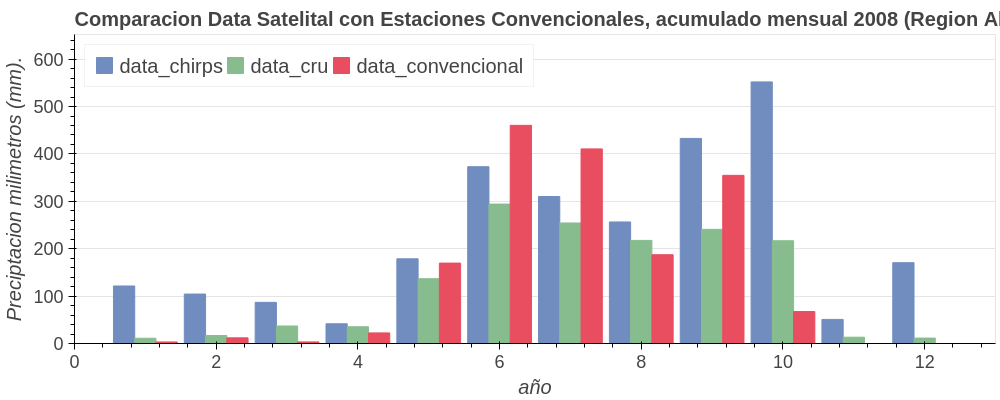 Comparacion Data Satelital con Estaciones Convencionales, acumulado mensual 2008 (Region Al
data_chirps data_cru data_convencional
Preciptacion milimetros (mm).
600
500
400
300
200
100
0
0 2 4 6 8 10 12
año